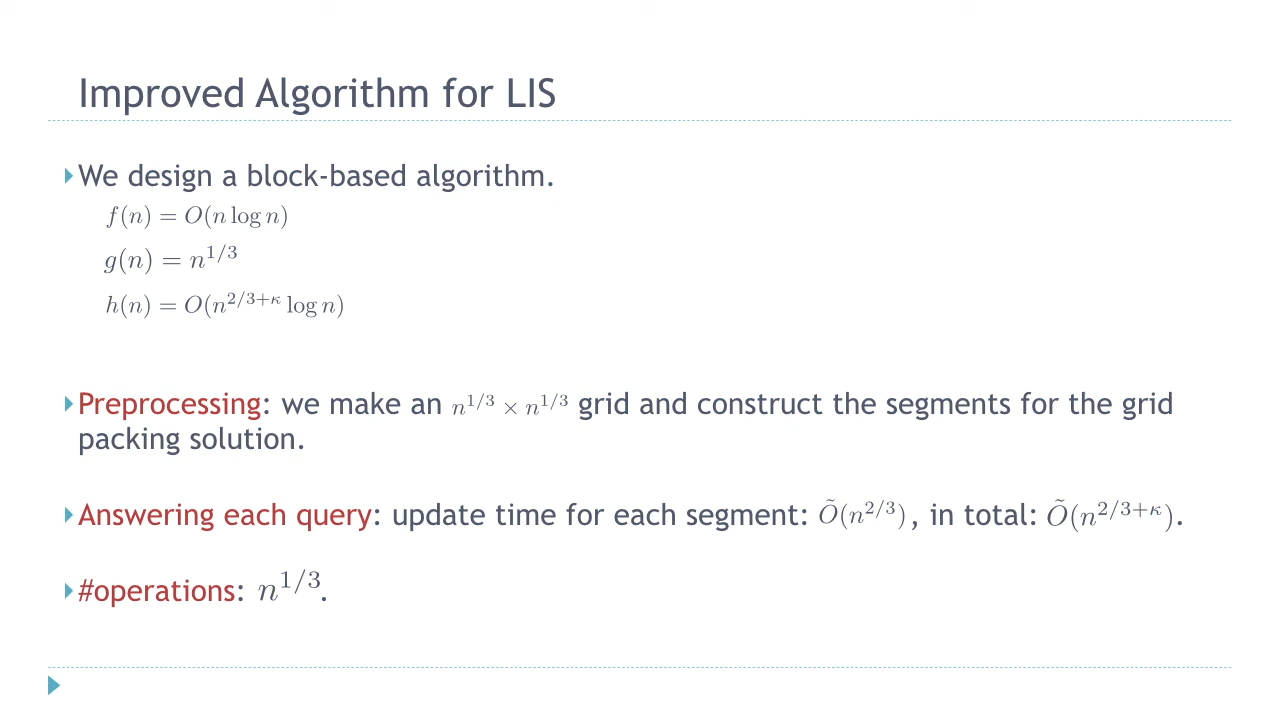 Improved Algorithm for LIS
We design a block-based algorithm.
f(n) = O(n log n)
g(n) = n^{1/3}
h(n) = O(n^{2/3+κ} log n)
Preprocessing: we make an n^{1/3} × n^{1/3} grid and construct the segments for the grid
packing solution.
Answering each query: update time for each segment: Õ(n^{2/3}), in total: Õ(n^{2/3+κ}).
#operations: n^{1/3}.